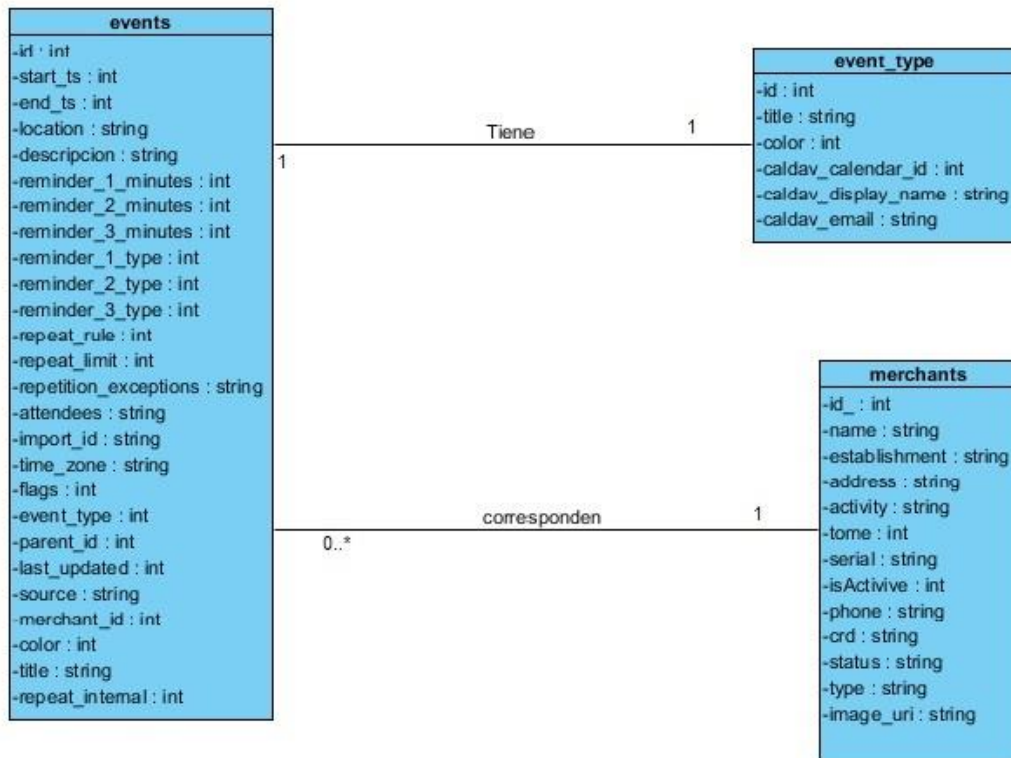 events
-id : int
-start_ts : int
-end_ts : int
-location : string
-descripcion : string
-reminder_1_minutes : int
-reminder_2_minutes : int
-reminder_3_minutes : int
-reminder_1_type : int
-reminder_2_type : int
-reminder_3_type : int
-repeat_rule : int
-repeat_limit : int
-repetition_exceptions : string
-attendees : string
-import_id : string
-time_zone : string
-flags : int
-event_type : int
-parent_id : int
-last_updated : int
-source : string
-merchant_id : int
-color : int
-title : string
-repeat_internal : int
Tiene
1
1
event_type
-id : int
-title : string
-color : int
-caldav_calendar_id : int
-caldav_display_name : string
-caldav_email : string
corresponden
0..*
1
merchants
-id_ : int
-name : string
-establishment : string
-address : string
-activity : string
-tome : int
-serial : string
-isActivive : int
-phone : string
-crd : string
-status : string
-type : string
-image_uri : string